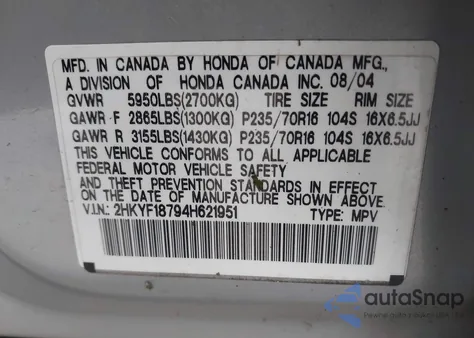 MFD. IN CANADA BY HONDA OF CANADA MFG.,
A DIVISION OF HONDA CANADA INC. 08/04
GVWR 5950LBS(2700KG) TIRE SIZE RIM SIZE
GAWR F 2865LBS(1300KG) P235/70R16 104S 16X6.5JJ
GAWR R 3155LBS(1430KG) P235/70R16 104S 16X6.5JJ
THIS VEHICLE CONFORMS TO ALL APPLICABLE
FEDERAL MOTOR VEHICLE SAFETY
AND THEFT PREVENTION STANDARDS IN EFFECT
ON THE DATE OF MANUFACTURE SHOWN ABOVE.
V.I.N.: 2HKYF18794H621951 TYPE: MPV
autaSnap